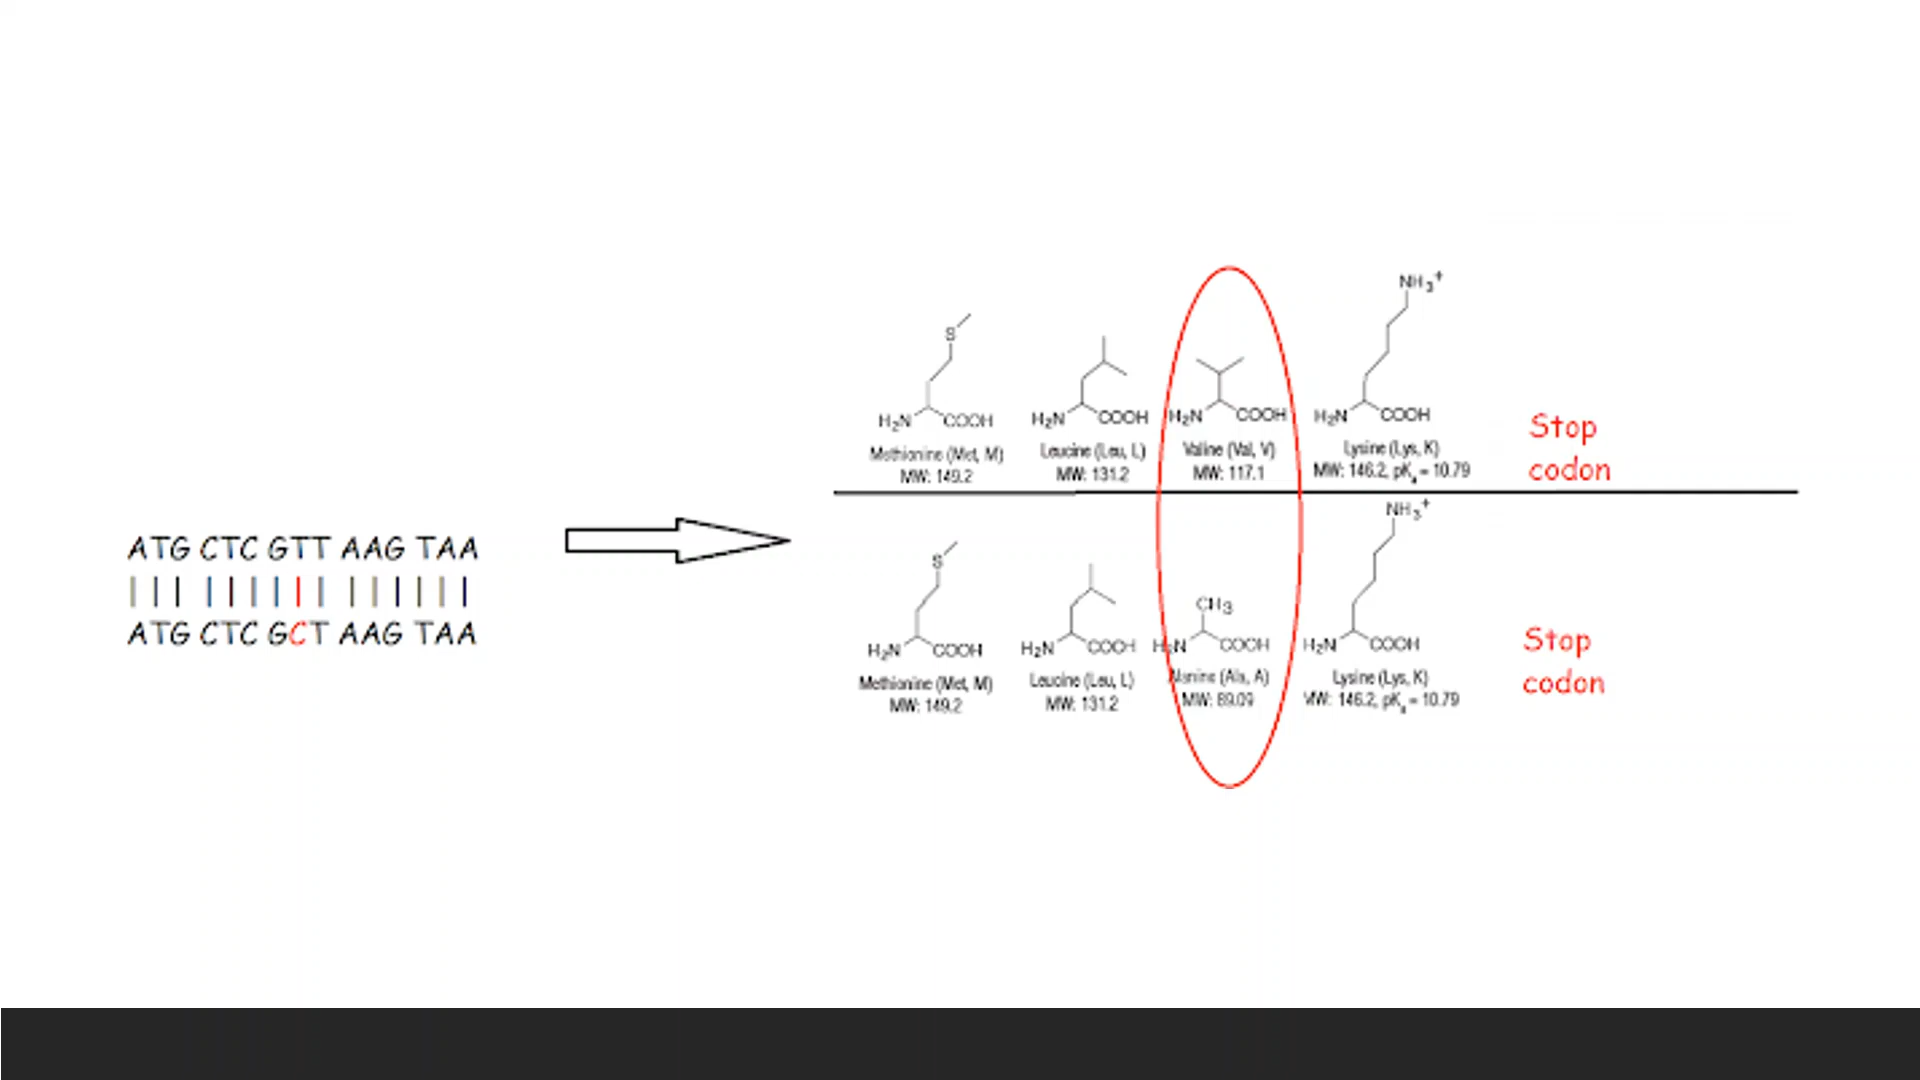 ATG CTC GTT AAG TAA
ATG CTC GCT AAG TAA
NH₃⁺
S
H₂N COOH
H₂N COOH
H₂N COOH
H₂N COOH
Methionine (Met, M)
MW: 149.2
Leucine (Leu, L)
MW: 131.2
Valine (Val, V)
MW: 117.1
Lysine (Lys, K)
MW: 146.2, pKₐ = 10.79
Stop
codon
NH₃⁺
S
CH₃
H₂N COOH
H₂N COOH
H₂N COOH
H₂N COOH
Methionine (Met, M)
MW: 149.2
Leucine (Leu, L)
MW: 131.2
Alanine (Ala, A)
MW: 89.09
Lysine (Lys, K)
MW: 146.2, pKₐ = 10.79
Stop
codon